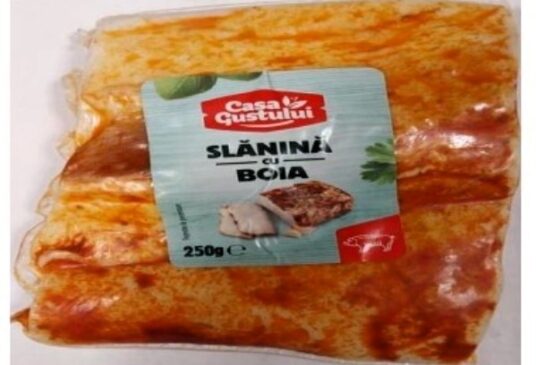 Casa
Gustului
SLĂNINĂ
CU
BOIA
250g ℮